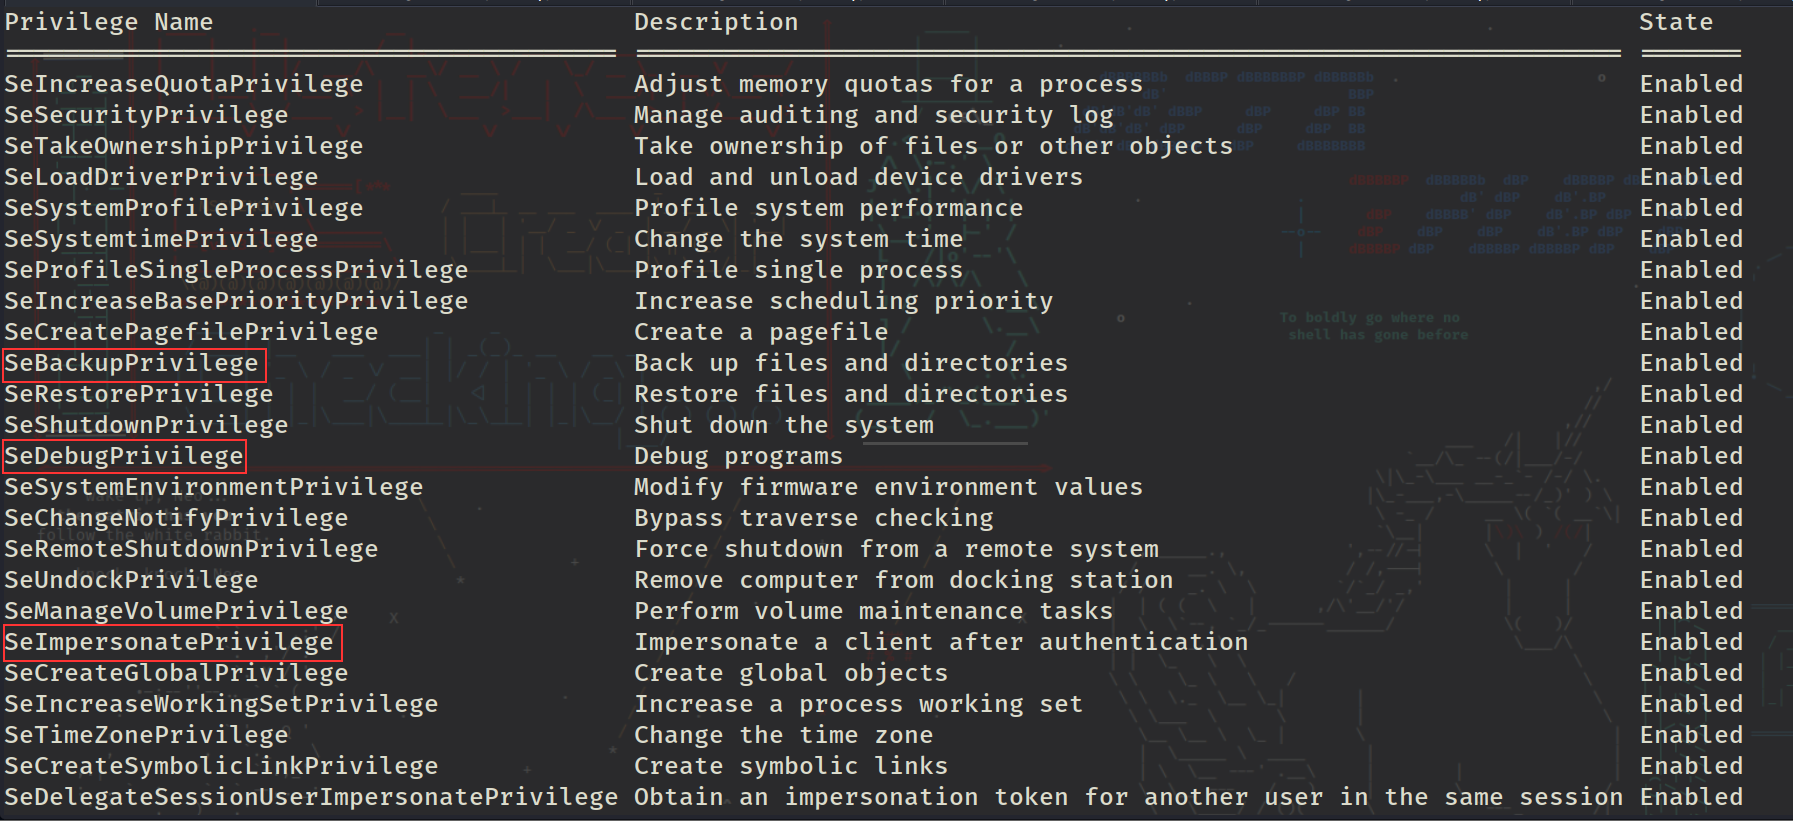 Privilege Name Description State
SeIncreaseQuotaPrivilege Adjust memory quotas for a process Enabled
SeSecurityPrivilege Manage auditing and security log Enabled
SeTakeOwnershipPrivilege Take ownership of files or other objects Enabled
SeLoadDriverPrivilege Load and unload device drivers Enabled
SeSystemProfilePrivilege Profile system performance Enabled
SeSystemtimePrivilege Change the system time Enabled
SeProfileSingleProcessPrivilege Profile single process Enabled
SeIncreaseBasePriorityPrivilege Increase scheduling priority Enabled
SeCreatePagefilePrivilege Create a pagefile Enabled
SeBackupPrivilege Back up files and directories Enabled
SeRestorePrivilege Restore files and directories Enabled
SeShutdownPrivilege Shut down the system Enabled
SeDebugPrivilege Debug programs Enabled
SeSystemEnvironmentPrivilege Modify firmware environment values Enabled
SeChangeNotifyPrivilege Bypass traverse checking Enabled
SeRemoteShutdownPrivilege Force shutdown from a remote system Enabled
SeUndockPrivilege Remove computer from docking station Enabled
SeManageVolumePrivilege Perform volume maintenance tasks Enabled
SeImpersonatePrivilege Impersonate a client after authentication Enabled
SeCreateGlobalPrivilege Create global objects Enabled
SeIncreaseWorkingSetPrivilege Increase a process working set Enabled
SeTimeZonePrivilege Change the time zone Enabled
SeCreateSymbolicLinkPrivilege Create symbolic links Enabled
SeDelegateSessionUserImpersonatePrivilege Obtain an impersonation token for another user in the same session Enabled
To boldly go where no
shell has gone before
follow the white rabbit.